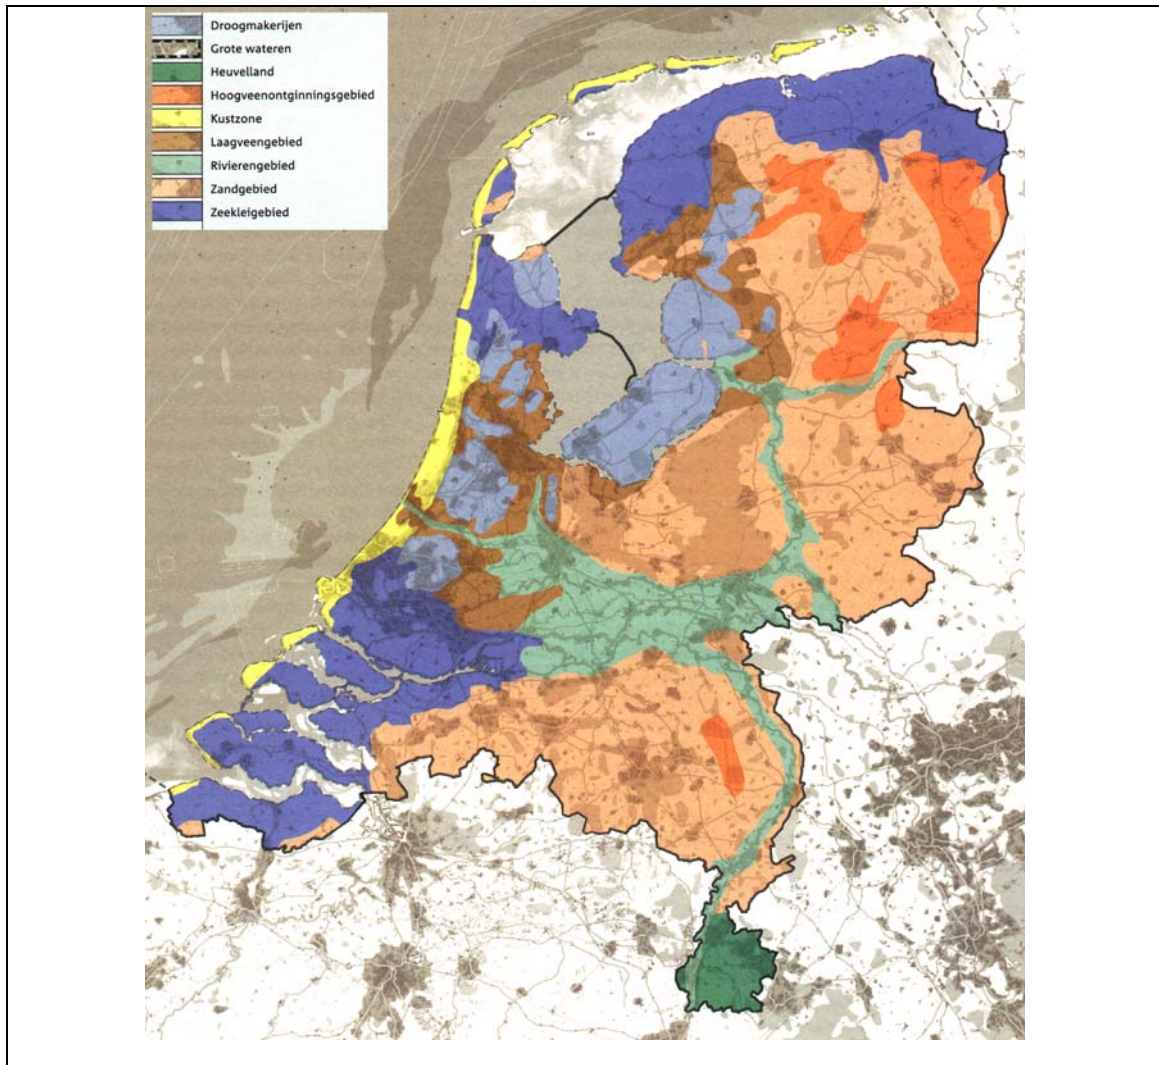 Droogmakerijen
Grote wateren
Heuvelland
Hoogveenontginningsgebied
Kustzone
Laagveengebied
Rivierengebied
Zandgebied
Zeekleigebied